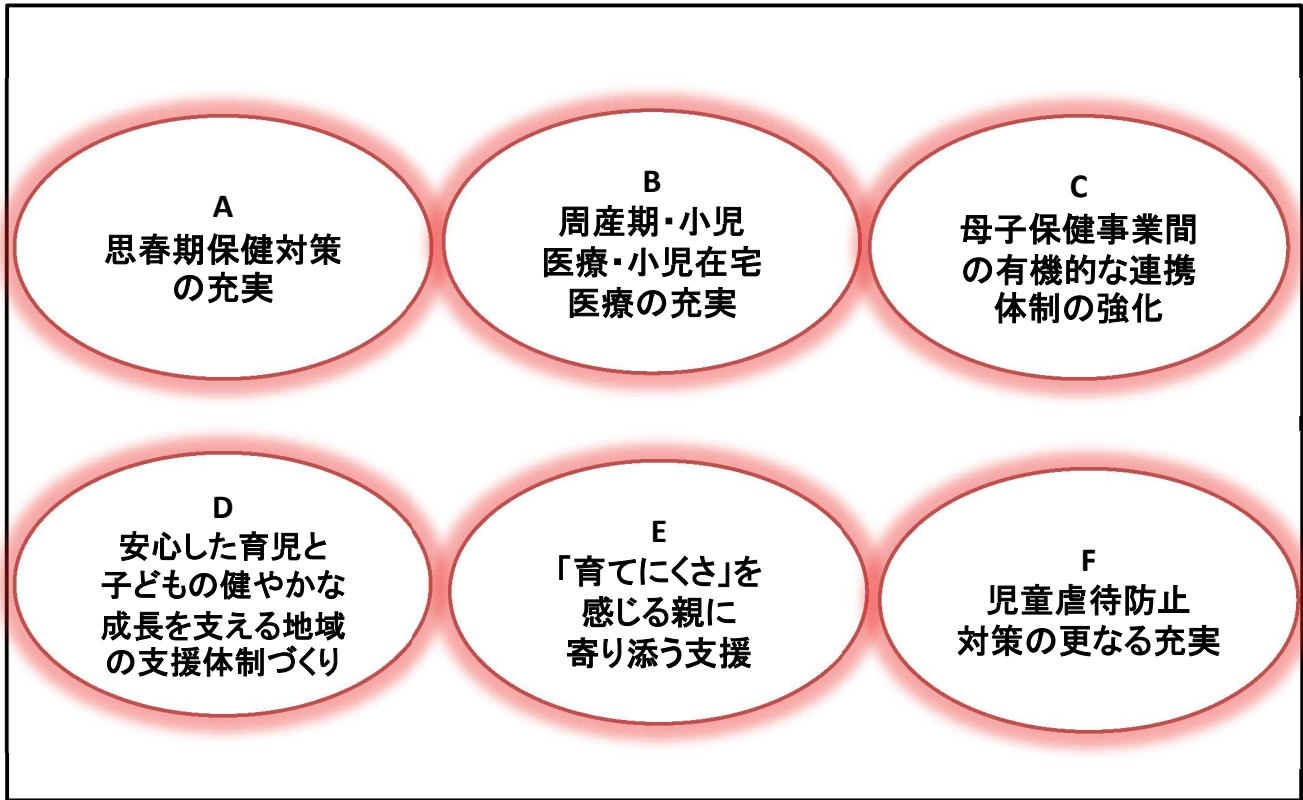 A
思春期保健対策
の充実
B
周産期・小児
医療・小児在宅
医療の充実
C
母子保健事業間
の有機的な連携
体制の強化
D
安心した育児と
子どもの健やかな
成長を支える地域
の支援体制づくり
E
「育てにくさ」を
感じる親に
寄り添う支援
F
児童虐待防止
対策の更なる充実